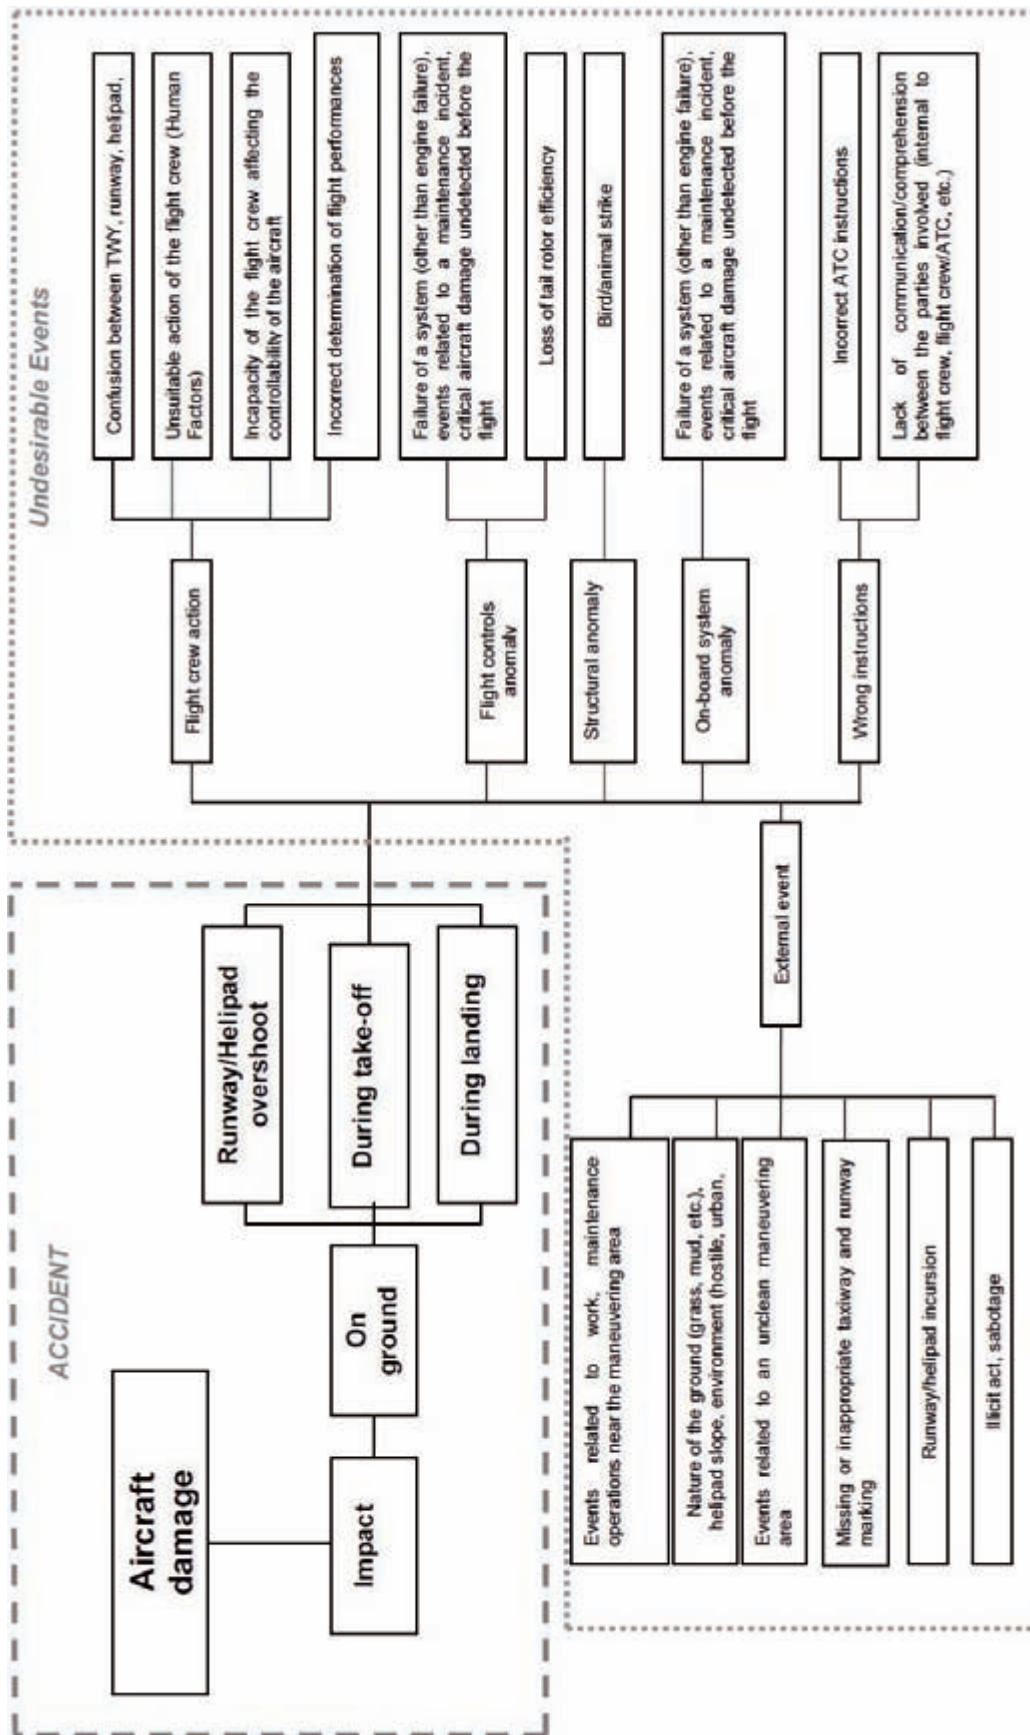 ACCIDENT
Aircraft
damage
Impact
On
ground
Runway/Helipad
overshoot
During take-off
During landing
Undesirable Events
Flight crew action
Confusion between TWY, runway, helipad,
Unsuitable action of the flight crew (Human
Factors)
Incapacity of the flight crew affecting the
controllability of the aircraft
Incorrect determination of flight performances
Flight controls
anomaly
Failure of a system (other than engine failure),
events related to a maintenance incident,
critical aircraft damage undetected before the
flight
Loss of tail rotor efficiency
Structural anomaly
Bird/animal strike
On-board system
anomaly
Failure of a system (other than engine failure),
events related to a maintenance incident,
critical aircraft damage undetected before the
flight
Wrong instructions
Incorrect ATC instructions
Lack of communication/comprehension
between the parties involved (internal to
flight crew, flight crew/ATC, etc.)
External event
Events related to work, maintenance
operations near the maneuvering area
Nature of the ground (grass, mud, etc.),
helipad slope, environment (hostile, urban,
Events related to an unclean maneuvering
area
Missing or inappropriate taxiway and runway
marking
Runway/helipad incursion
Illicit act, sabotage